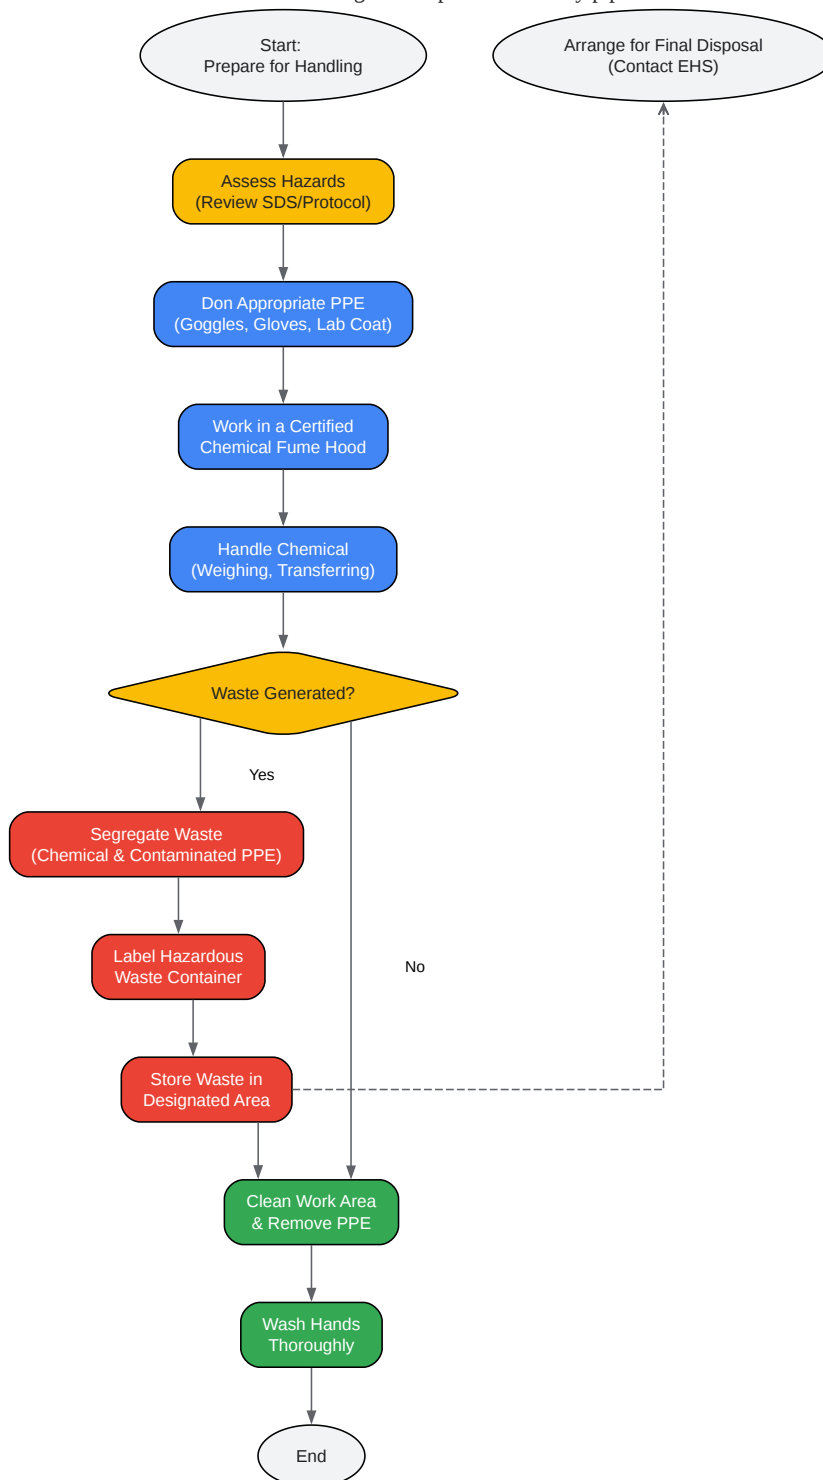 Start:
Prepare for Handling
Arrange for Final Disposal
(Contact EHS)
Assess Hazards
(Review SDS/Protocol)
Don Appropriate PPE
(Goggles, Gloves, Lab Coat)
Work in a Certified
Chemical Fume Hood
Handle Chemical
(Weighing, Transferring)
Waste Generated?
Yes
Segregate Waste
(Chemical & Contaminated PPE)
Label Hazardous
Waste Container
No
Store Waste in
Designated Area
Clean Work Area
& Remove PPE
Wash Hands
Thoroughly
End